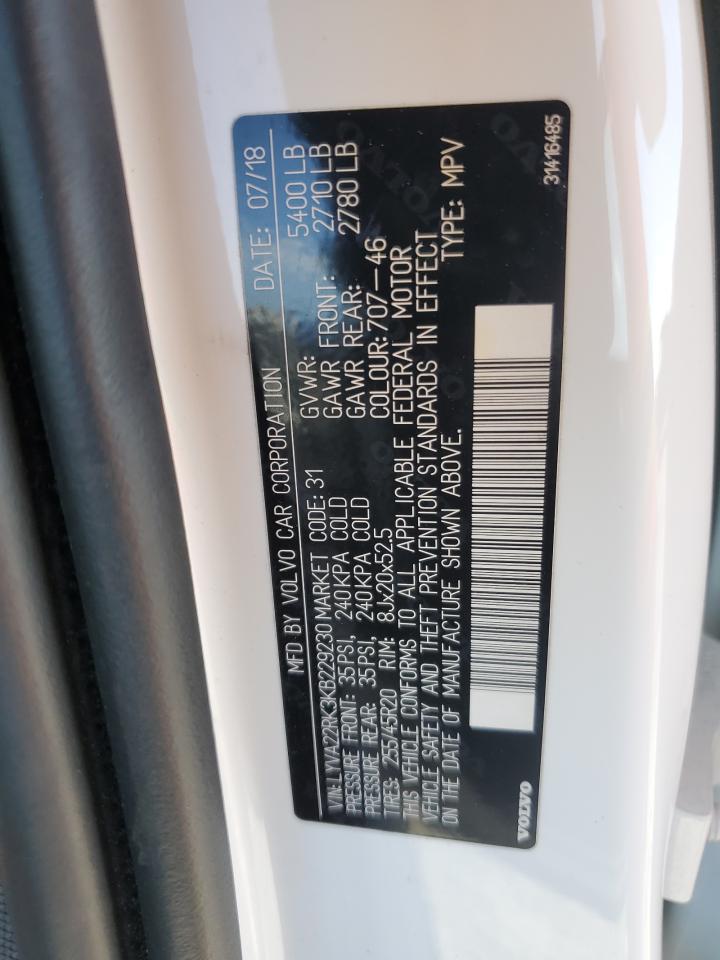 MFD BY VOLVO CAR CORPORATION DATE: 07/18
VIN: LYVA22RK3KB229230 MARKET CODE: 31
PRESSURE FRONT: 35PSI, 240KPA COLD
PRESSURE REAR: 35PSI, 240KPA COLD
TIRES: 255/45R20 RIM: 8Jx20x52.5
GVWR: 5400 LB
GAWR FRONT: 2710 LB
GAWR REAR: 2780 LB
COLOUR: 707-46
THIS VEHICLE CONFORMS TO ALL APPLICABLE FEDERAL MOTOR
VEHICLE SAFETY AND THEFT PREVENTION STANDARDS IN EFFECT
ON THE DATE OF MANUFACTURE SHOWN ABOVE. TYPE: MPV
VOLVO
31416485